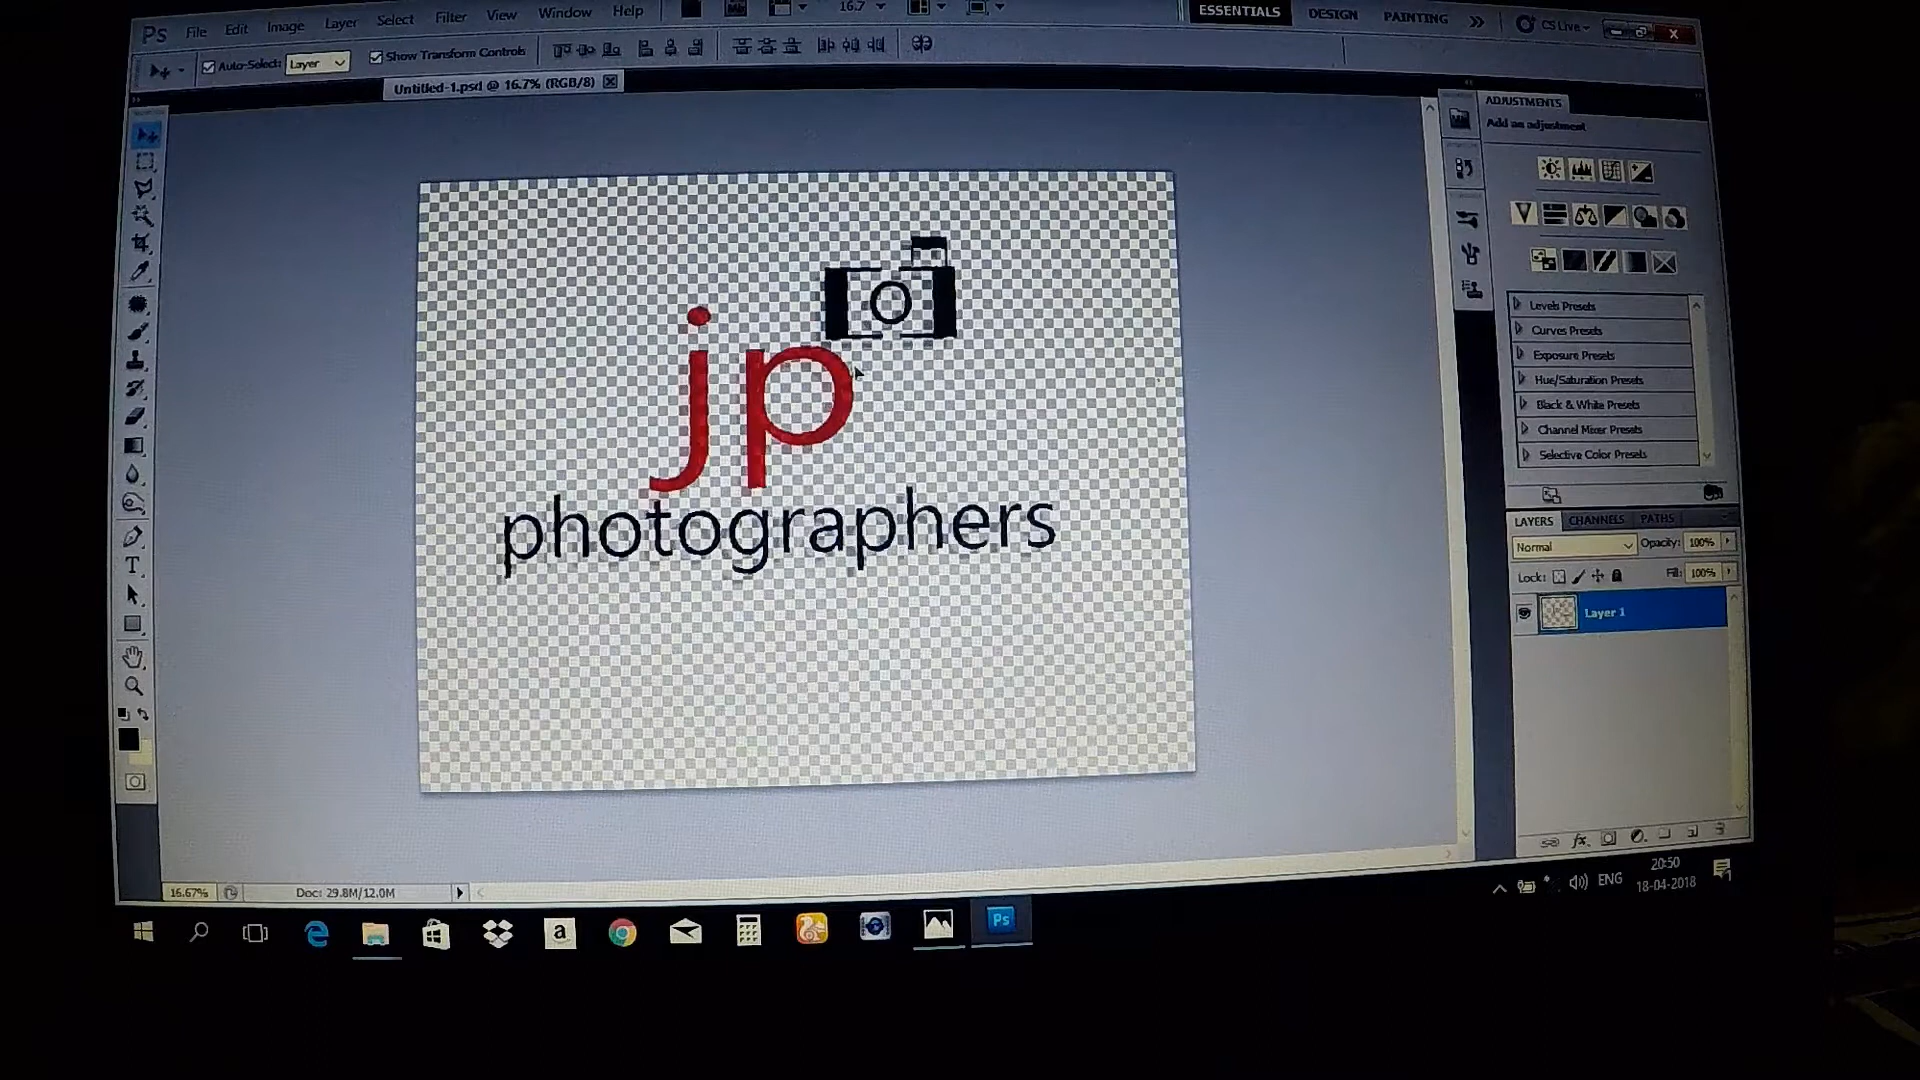 Ps File Edit Image Layer Select Filter View Window Help 16.7 ESSENTIALS DESIGN PAINTING CS Live
Auto-Select: Layer Show Transform Controls
Untitled-1.psd @ 16.7% (RGB/8)
ADJUSTMENTS
Add an adjustment
Levels Presets
Curves Presets
Exposure Presets
Hue/Saturation Presets
Black & White Presets
Channel Mixer Presets
Selective Color Presets
jp
photographers
LAYERS CHANNELS PATHS
Normal Opacity: 100%
Lock: Fill: 100%
Layer 1
16.67% Doc: 29.8M/12.0M
ENG
20:50
18-04-2018
a
Ps